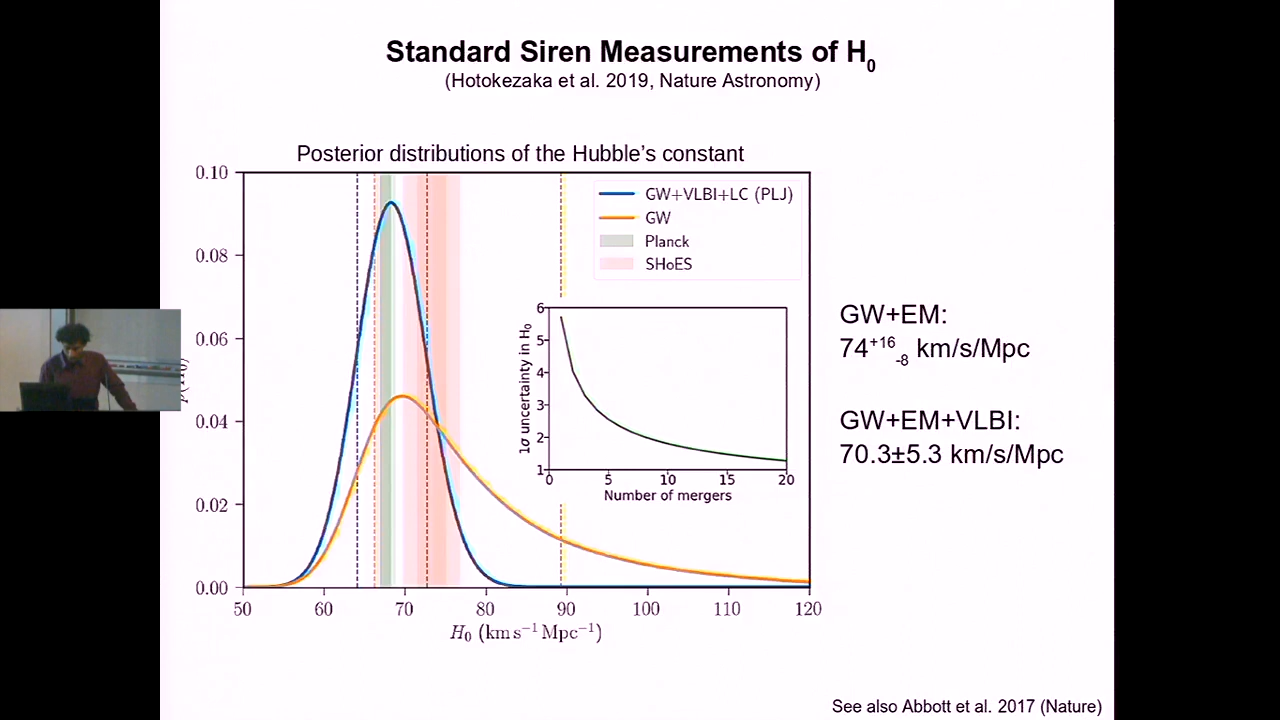 Standard Siren Measurements of H₀
(Hotokezaka et al. 2019, Nature Astronomy)
Posterior distributions of the Hubble's constant
0.10
0.08
0.06
0.04
0.02
0.00
50 60 70 80 90 100 110 120
H₀ (km s⁻¹ Mpc⁻¹)
GW+VLBI+LC (PLJ)
GW
Planck
SHoES
1σ uncertainty in H₀
6
5
4
3
2
1
0 5 10 15 20
Number of mergers
GW+EM:
74⁺¹⁶₋₈ km/s/Mpc
GW+EM+VLBI:
70.3±5.3 km/s/Mpc
See also Abbott et al. 2017 (Nature)